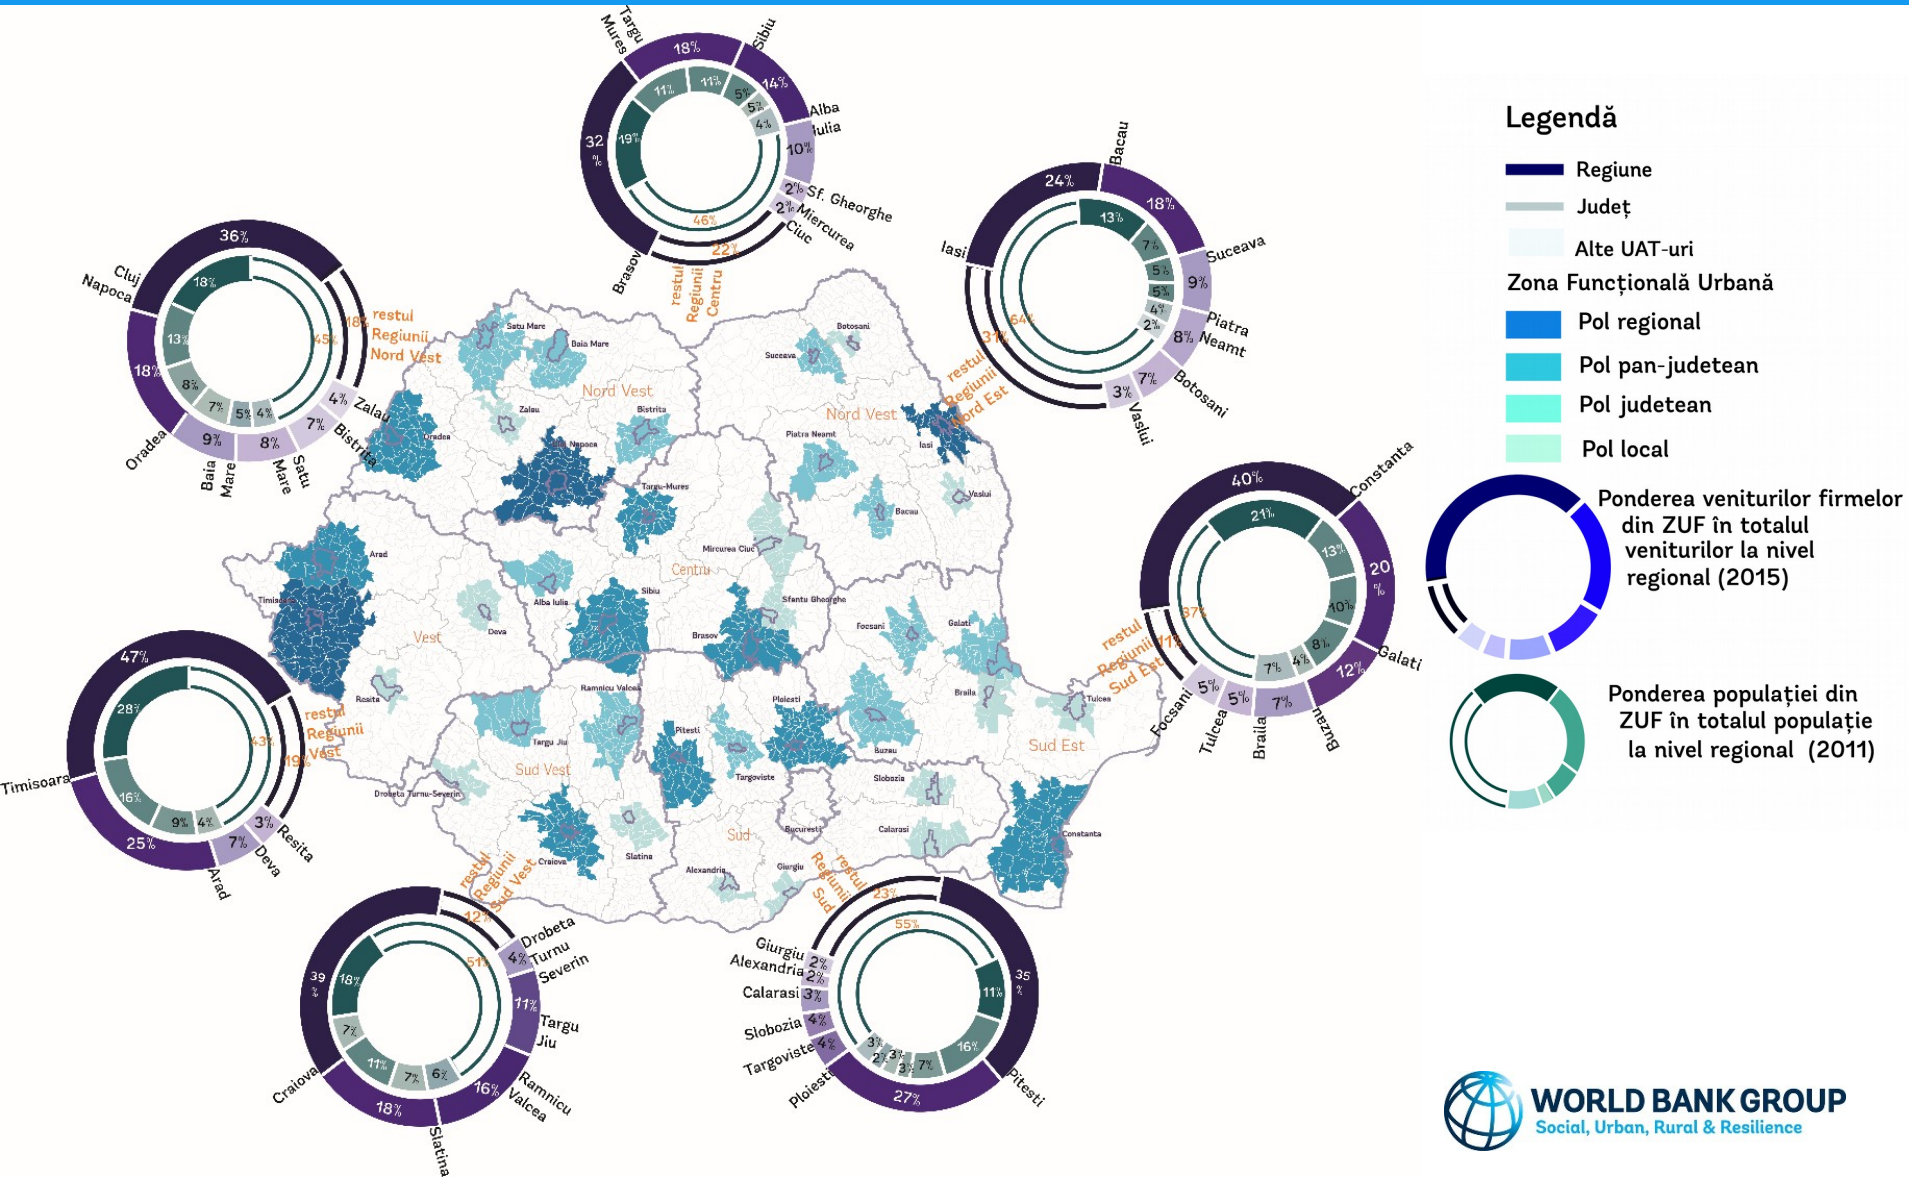 Legendă
Regiune
Județ
Alte UAT-uri
Zona Funcțională Urbană
Pol regional
Pol pan-judetean
Pol judetean
Pol local
Ponderea veniturilor firmelor
din ZUF în totalul
veniturilor la nivel
regional (2015)
Ponderea populației din
ZUF în totalul populație
la nivel regional (2011)
WORLD BANK GROUP
Social, Urban, Rural & Resilience
Targu
Mures
Sibiu
Alba
Iulia
Sf. Gheorghe
Miercurea
Ciuc
Brasov
restul
Regiunii
Centru
18%
14%
10%
2%
2%
22%
32
%
11%
11%
5%
5%
4%
46%
19%
Bacau
Suceava
Piatra
Neamt
Botosani
Vaslui
Iasi
restul
Regiunii
Nord Est
24%
18%
9%
8%
7%
3%
31%
13%
7%
5%
5%
4%
2%
64%
Cluj
Napoca
Oradea
Baia
Mare
Satu
Mare
Bistrita
Zalau
restul
Regiunii
Nord Vest
36%
18%
9%
8%
7%
4%
18%
18%
13%
8%
7%
5%
4%
45%
Constanta
Galati
Buzau
Braila
Tulcea
Focsani
restul
Regiunii
Sud Est
40%
20
%
12%
7%
5%
5%
11%
21%
13%
10%
8%
4%
7%
37%
Timisoara
Arad
Deva
Resita
restul
Regiunii
Vest
47%
25%
7%
3%
19%
28%
16%
9%
4%
43%
Craiova
Slatina
Ramnicu
Valcea
Targu
Jiu
Drobeta
Turnu
Severin
restul
Regiunii
Sud Vest
39
%
18%
16%
11%
4%
12%
18%
7%
11%
7%
6%
51%
Giurgiu
Alexandria
Calarasi
Slobozia
Targoviste
Ploiesti
Pitesti
restul
Regiunii
Sud
23%
35
%
27%
4%
4%
3%
2%
2%
55%
11%
16%
7%
3%
3%
2%
3%
Satu Mare
Baia Mare
Nord Vest
Zalau
Bistrita
Oradea
Napoca
Targu-Mures
Botosani
Suceava
Nord Vest
Piatra Neamt
Iasi
Bacau
Vaslui
Arad
Timisoara
Vest
Deva
Resita
Mircurea Ciuc
Centru
Alba Iulia
Sibiu
Brasov
Sfantu Gheorghe
Focsani
Galati
Braila
Tulcea
Buzau
Sud Est
Ramnicu Valcea
Targu Jiu
Sud Vest
Drobeta Turnu-Severin
Craiova
Slatina
Pitesti
Ploiesti
Targoviste
Bucuresti
Sud
Slobozia
Calarasi
Alexandria
Giurgiu
Constanta